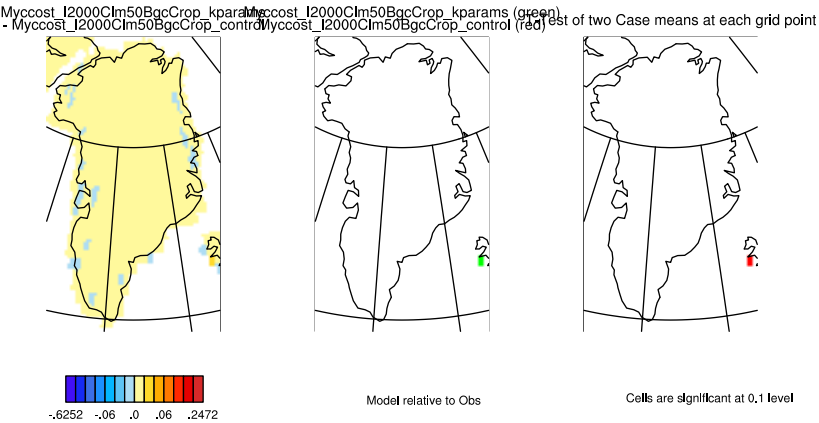 Myccost_I2000Clm50BgcCrop_kparams
- Myccost_I2000Clm50BgcCrop_control
Myccost_I2000Clm50BgcCrop_kparams (green)
Myccost_I2000Clm50BgcCrop_control (red)
T-Test of two Case means at each grid point
-.6252 -.06 .0 .06 .2472
Model relative to Obs
Cells are significant at 0.1 level